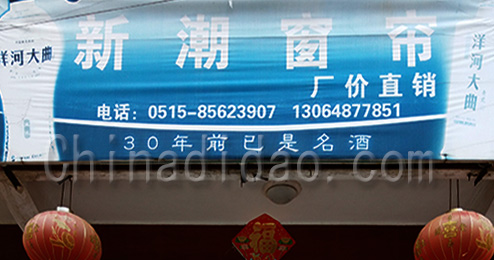 新潮窗帘
洋河大曲
厂价直销
洋河大曲
电话：0515-85623907 13064877851
30年前已是名酒
Chinadidao.com
福